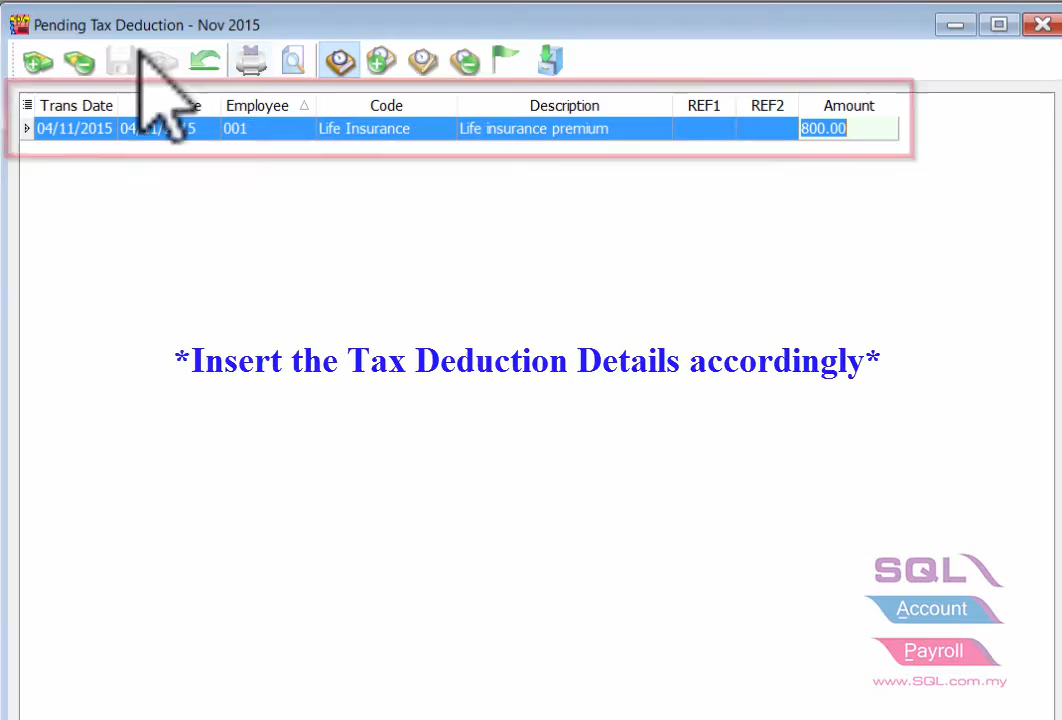 Pending Tax Deduction - Nov 2015
Trans Date Employee Code Description REF1 REF2 Amount
04/11/2015 001 Life Insurance Life insurance premium 800.00
*Insert the Tax Deduction Details accordingly*
SQL
Account
Payroll
www.SQL.com.my